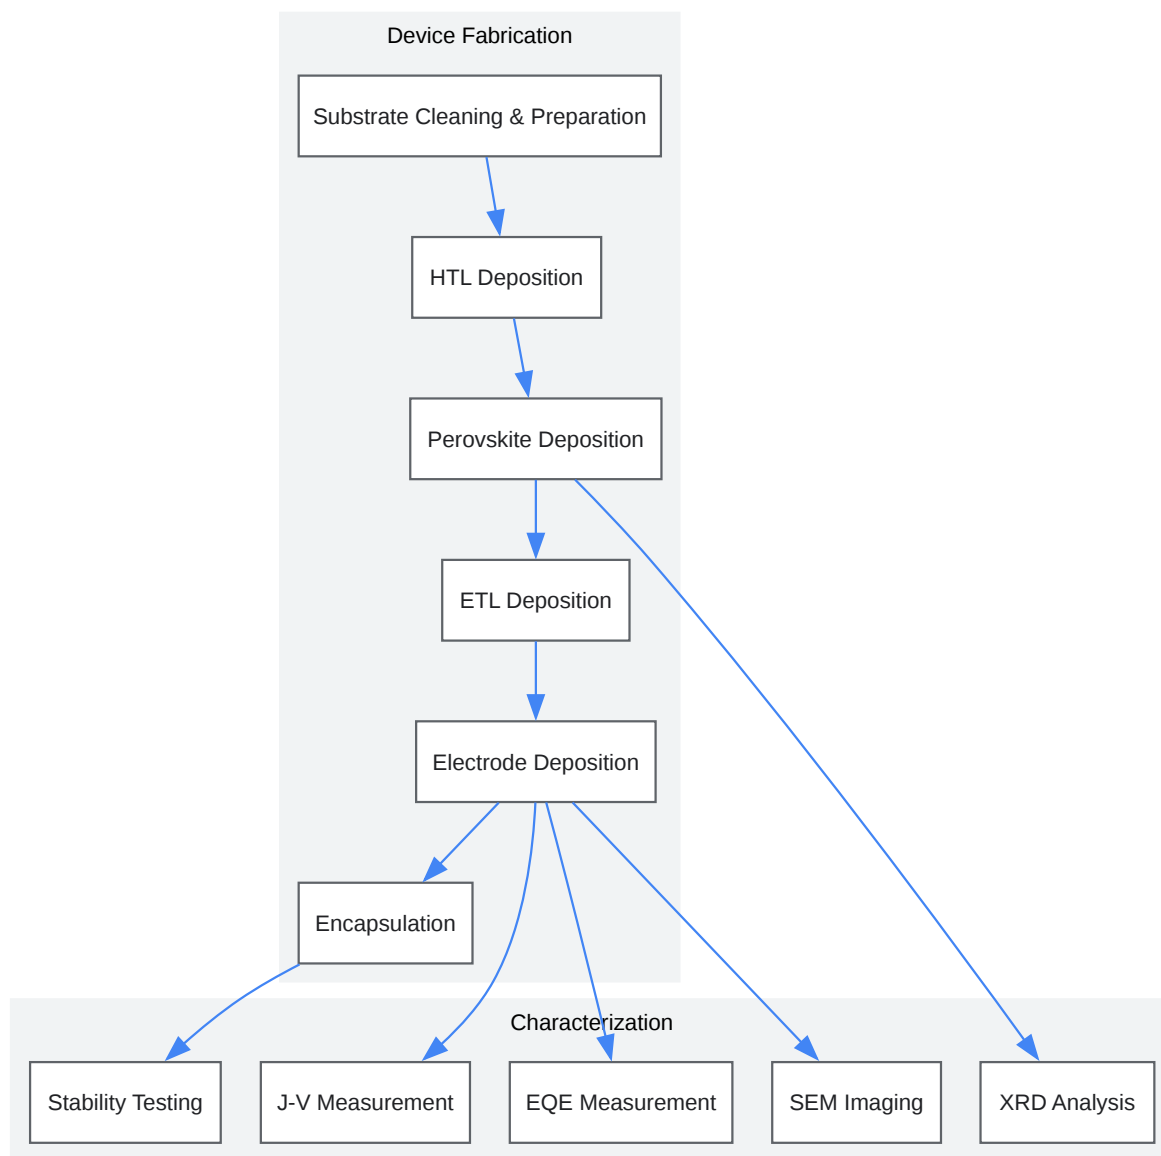 Device Fabrication
Substrate Cleaning & Preparation
HTL Deposition
Perovskite Deposition
ETL Deposition
Electrode Deposition
Encapsulation
Characterization
Stability Testing
J-V Measurement
EQE Measurement
SEM Imaging
XRD Analysis